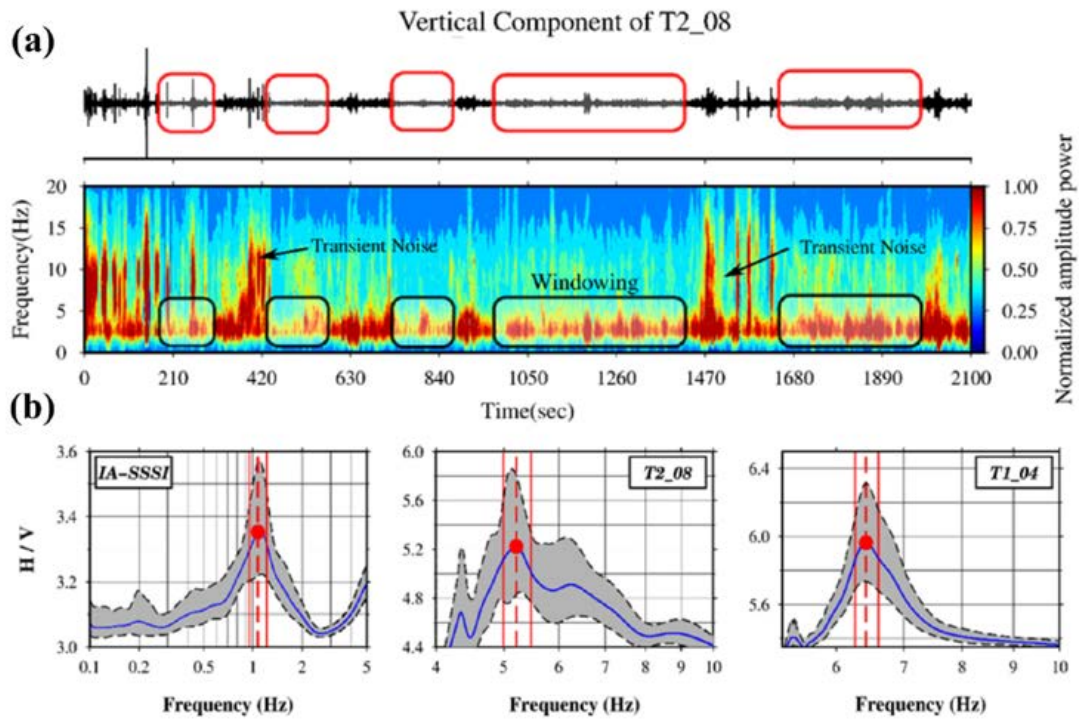 Vertical Component of T2_08
(a)
20
15
10
5
0
Frequency(Hz)
Transient Noise
Windowing
Transient Noise
1.00
0.75
0.50
0.25
0.00
Normalized amplitude power
0 210 420 630 840 1050 1260 1470 1680 1890 2100
Time(sec)
(b)
H / V
3.6
3.4
3.2
3.0
IA-SSSI
0.1 0.2 0.5 1 2 5
Frequency (Hz)
6.0
5.6
5.2
4.8
4.4
T2_08
4 5 6 7 8 9 10
Frequency (Hz)
6.4
6.0
5.6
T1_04
6 7 8 9 10
Frequency (Hz)